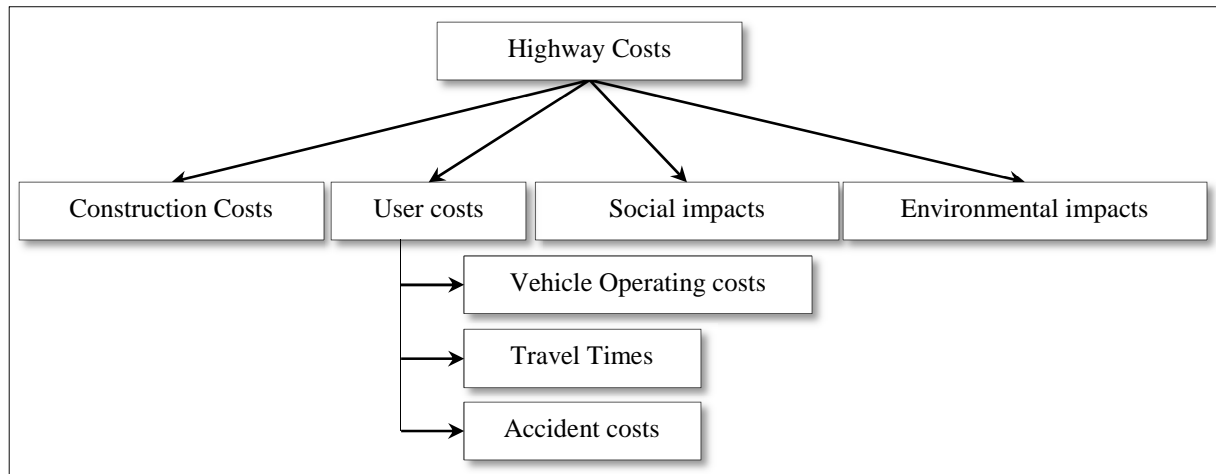 Highway Costs
Construction Costs
User costs
Social impacts
Environmental impacts
Vehicle Operating costs
Travel Times
Accident costs